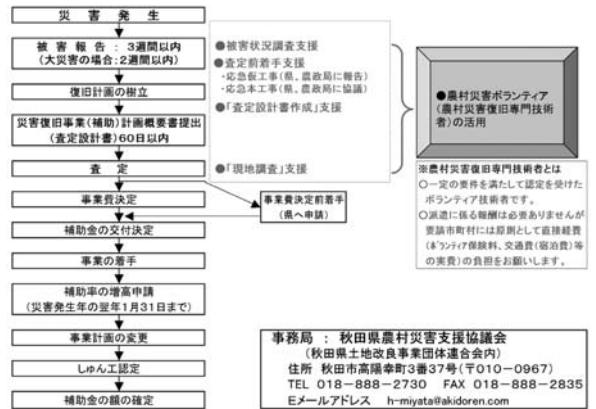 災害発生
被害報告：3週間以内
(大災害の場合：2週間以内)
復旧計画の樹立
災害復旧事業(補助)計画概要書提出
(査定設計書)60日以内
査定
事業費決定
補助金の交付決定
事業の着手
補助率の増高申請
(災害発生年の翌年1月31日まで)
事業計画の変更
しゅん工認定
補助金の額の確定
●被害状況調査支援
●査定前着手支援
・応急仮工事(県、農政局に報告)
・応急本工事(県、農政局に協議)
●「査定設計書作成」支援
●「現地調査」支援
事業費決定前着手
(県へ申請)
●農村災害ボランティア
(農村災害復旧専門技術
者)の活用
※農村災害復旧専門技術者とは
○一定の要件を満たして認定を受けた
ボランティア技術者です。
○派遣に係る報酬は必要ありませんが
要請市町村には原則として直接経費
(ﾎﾞﾗﾝﾃｨｱ保険料、交通費(宿泊費)等
の実費)の負担をお願いします。
事務局：秋田県農村災害支援協議会
(秋田県土地改良事業団体連合会内)
住所 秋田市高陽幸町3番37号(〒010－0967)
TEL 018－888－2730 FAX 018－888－2835
Eメールアドレス h-miyata@akidoren.com